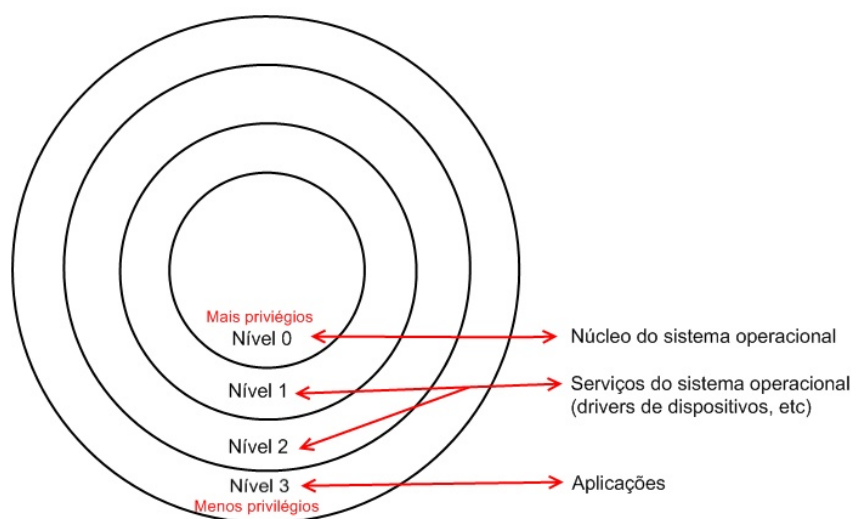 Mais priviégios
Nível 0
Núcleo do sistema operacional
Nível 1
Serviços do sistema operacional
(drivers de dispositivos, etc)
Nível 2
Nível 3
Aplicações
Menos privilégios